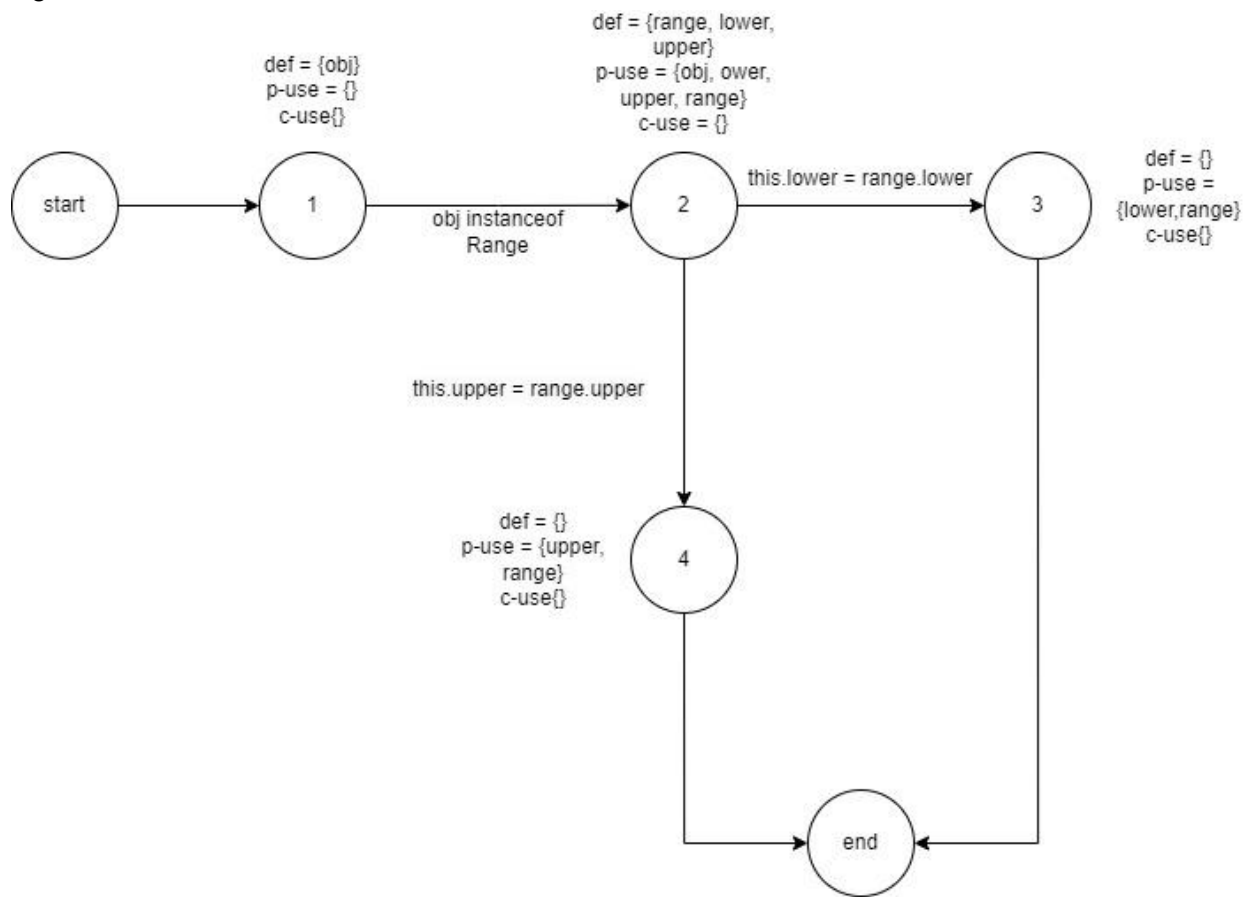 def = {range, lower,
upper}
p-use = {obj, ower,
upper, range}
c-use = {}
def = {obj}
p-use = {}
c-use{}
def = {}
p-use =
{lower,range}
c-use{}
start
1
obj instanceof
Range
2
this.lower = range.lower
3
this.upper = range.upper
def = {}
p-use = {upper,
range}
c-use{}
4
end